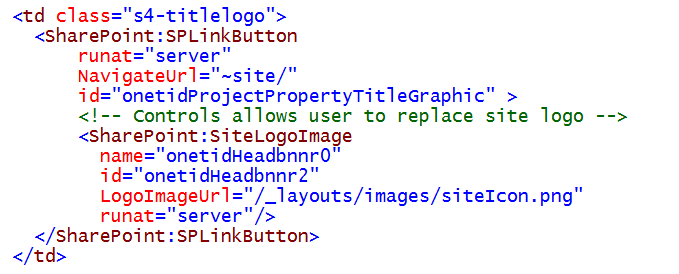 <td class="s4-titlelogo">
<SharePoint:SPLinkButton
runat="server"
NavigateUrl="~site/"
id="onetidProjectPropertyTitleGraphic" >
<!-- Controls allows user to replace site logo -->
<SharePoint:SiteLogoImage
name="onetidHeadbnnr0"
id="onetidHeadbnnr2"
LogoImageUrl="/_layouts/images/siteIcon.png"
runat="server"/>
</SharePoint:SPLinkButton>
</td>